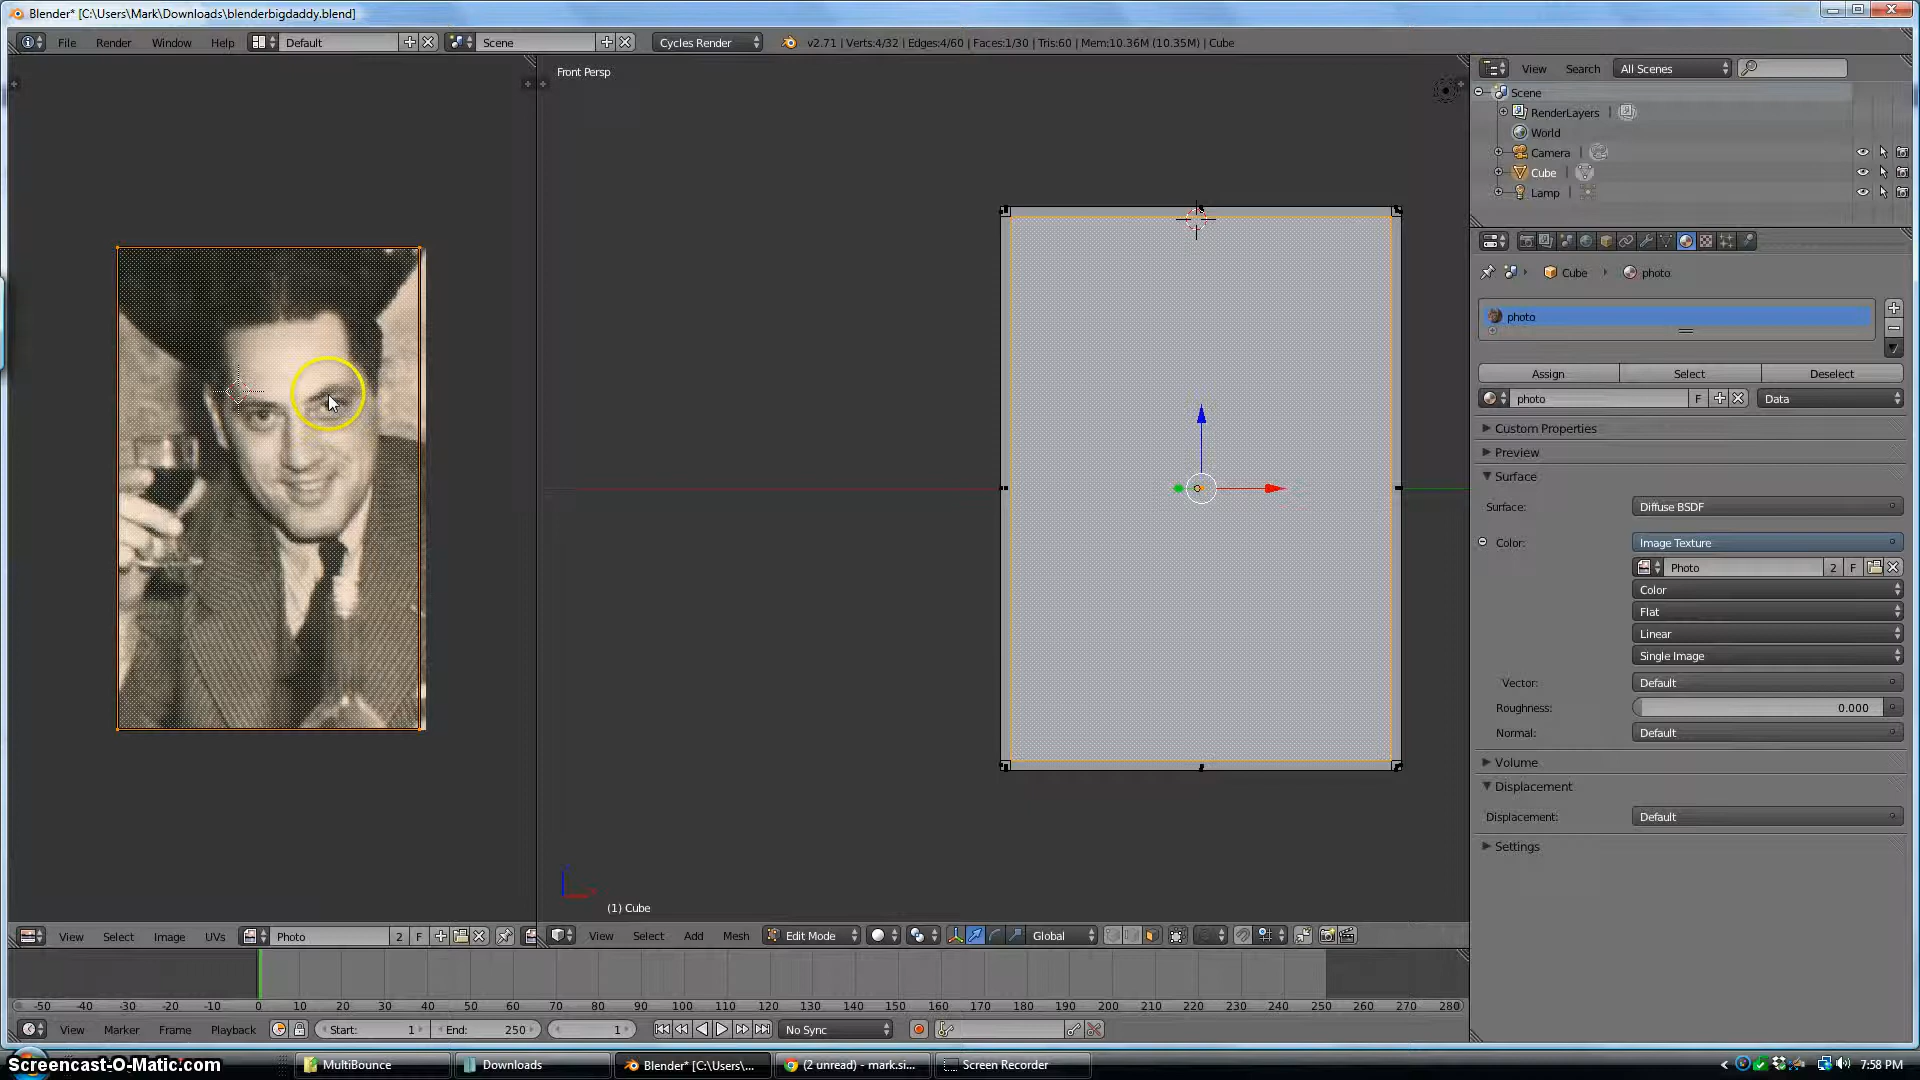 Blender* [C:\Users\Mark\Downloads\blenderbigdaddy.blend]
File Render Window Help Default Scene Cycles Render v2.71 | Verts:4/32 | Edges:4/60 | Faces:1/30 | Tris:60 | Mem:10.36M (10.35M) | Cube
Front Persp
View Search All Scenes
Scene
RenderLayers
World
Camera
Cube
Lamp
Cube photo
photo
Assign Select Deselect
photo F Data
Custom Properties
Preview
Surface
Surface: Diffuse BSDF
Color: Image Texture
Photo 2 F
Color
Flat
Linear
Single Image
Vector: Default
Roughness: 0.000
Normal: Default
Volume
Displacement
Displacement: Default
Settings
(1) Cube
View Select Image UVs Photo 2 F
View Select Add Mesh Edit Mode Global
-50 -40 -30 -20 -10 0 10 20 30 40 50 60 70 80 90 100 110 120 130 140 150 160 170 180 190 200 210 220 230 240 250 260 270 280
View Marker Frame Playback Start: 1 End: 250 1 No Sync
Screencast-O-Matic.com
MultiBounce Downloads Blender* [C:\Users\... (2 unread) - mark.si... Screen Recorder 7:58 PM